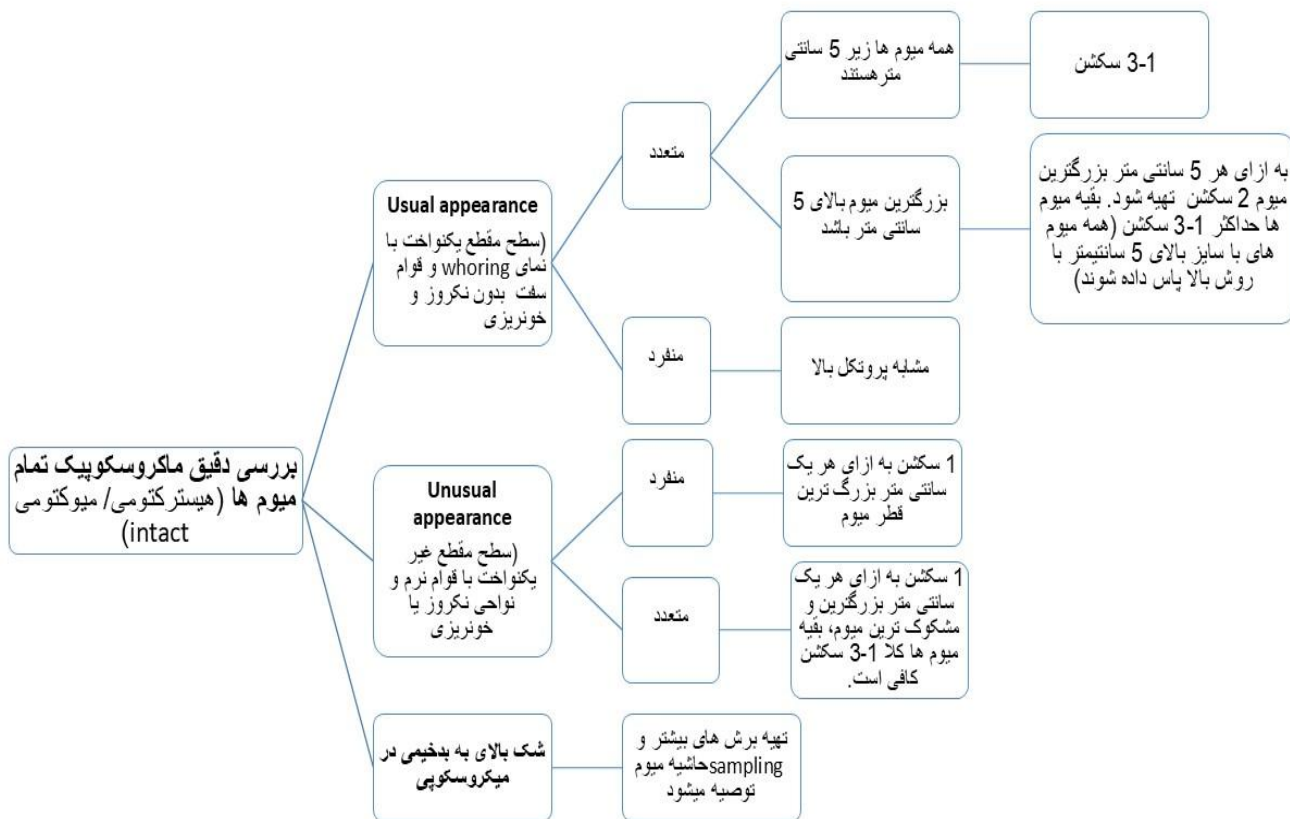 بررسی دقیق ماکروسکوپیک تمام
میوم ها (هیسترکتومی/ میوکتومی
intact)
Usual appearance
(سطح مقطع یکنواخت با
نمای whoring و قوام
سفت بدون نکروز و
خونریزی
متعدد
همه میوم ها زیر 5 سانتی
مترهستند
3-1 سکشن
بزرگترین میوم بالای 5
سانتی متر باشد
به ازای هر 5 سانتی متر بزرگترین
میوم 2 سکشن تهیه شود. بقیه میوم
ها حداکثر 1-3 سکشن (همه میوم
های با سایز بالای 5 سانتیمتر با
روش بالا پاس داده شوند)
منفرد
مشابه پروتکل بالا
Unusual
appearance
(سطح مقطع غیر
یکنواخت با قوام نرم و
نواحی نکروز یا
خونریزی
منفرد
1 سکشن به ازای هر یک
سانتی متر بزرگ ترین
قطر میوم
متعدد
1 سکشن به ازای هر یک
سانتی متر بزرگترین و
مشکوک ترین میوم، بقیه
میوم ها کلا 1-3 سکشن
کافی است.
شک بالای به بدخیمی در
میکروسکوپی
تهیه برش های بیشتر و
samplingحاشیه میوم
توصیه میشود